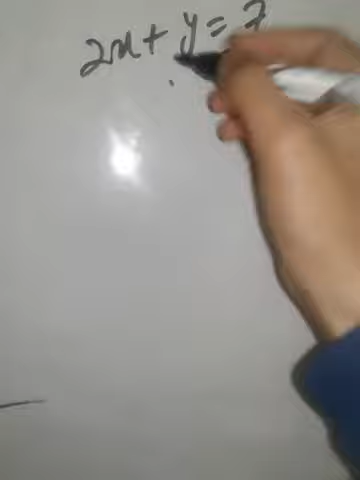 2x + y = 7